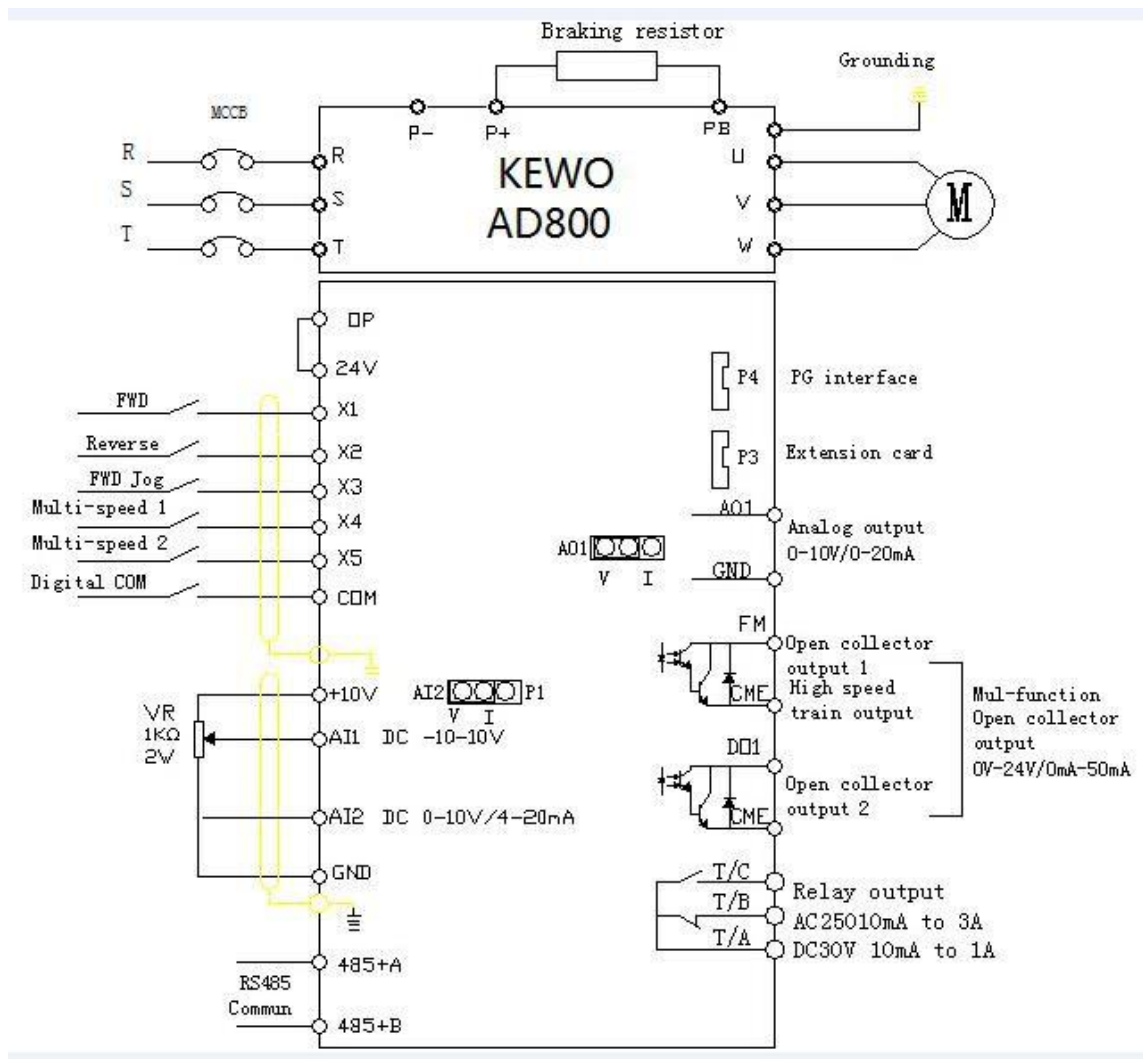 Braking resistor
Grounding
MCCB
P-
P+
PB
R
R
U
KEWO
AD800
M
S
S
V
T
T
W
OP
24V
FWD
X1
Reverse
X2
FWD Jog
X3
Multi-speed 1
X4
Multi-speed 2
X5
Digital COM
COM
P4
PG interface
P3
Extension card
AO1
Analog output
0-10V/0-20mA
AO1
V
I
GND
FM
Open collector
output 1
High speed
train output
CME
DO1
Open collector
output 2
CME
Mul-function
Open collector
output
0V-24V/0mA-50mA
+10V
AI2
P1
V
I
VR
1KΩ
2W
AI1
DC -10-10V
AI2
DC 0-10V/4-20mA
GND
T/C
T/B
T/A
Relay output
AC25010mA to 3A
DC30V 10mA to 1A
RS485
Commun
485+A
485+B